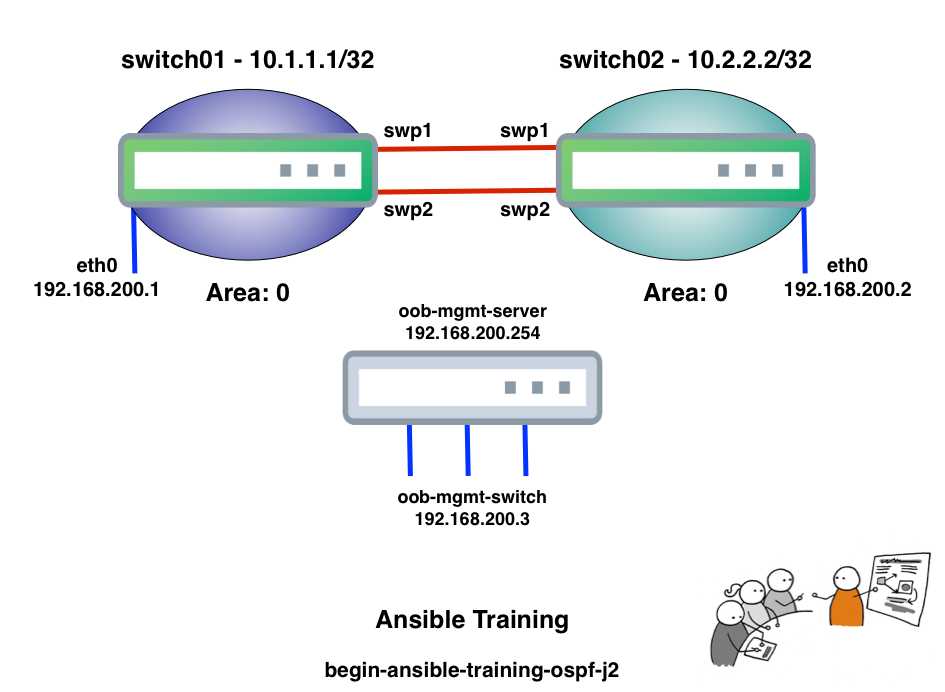 switch01 - 10.1.1.1/32
switch02 - 10.2.2.2/32
swp1
swp1
swp2
swp2
eth0
192.168.200.1
Area: 0
Area: 0
eth0
192.168.200.2
oob-mgmt-server
192.168.200.254
oob-mgmt-switch
192.168.200.3
Ansible Training
begin-ansible-training-ospf-j2